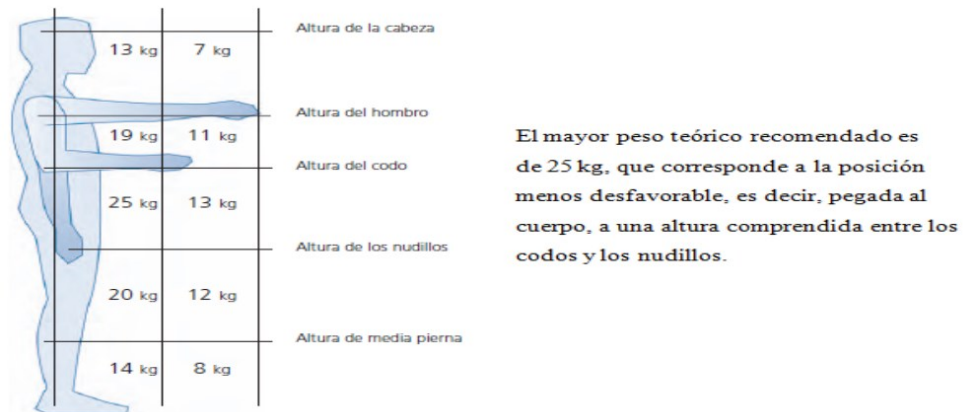 Altura de la cabeza
13 kg 7 kg
Altura del hombro
19 kg 11 kg
Altura del codo
25 kg 13 kg
Altura de los nudillos
20 kg 12 kg
Altura de media pierna
14 kg 8 kg
El mayor peso teórico recomendado es
de 25 kg, que corresponde a la posición
menos desfavorable, es decir, pegada al
cuerpo, a una altura comprendida entre los
codos y los nudillos.